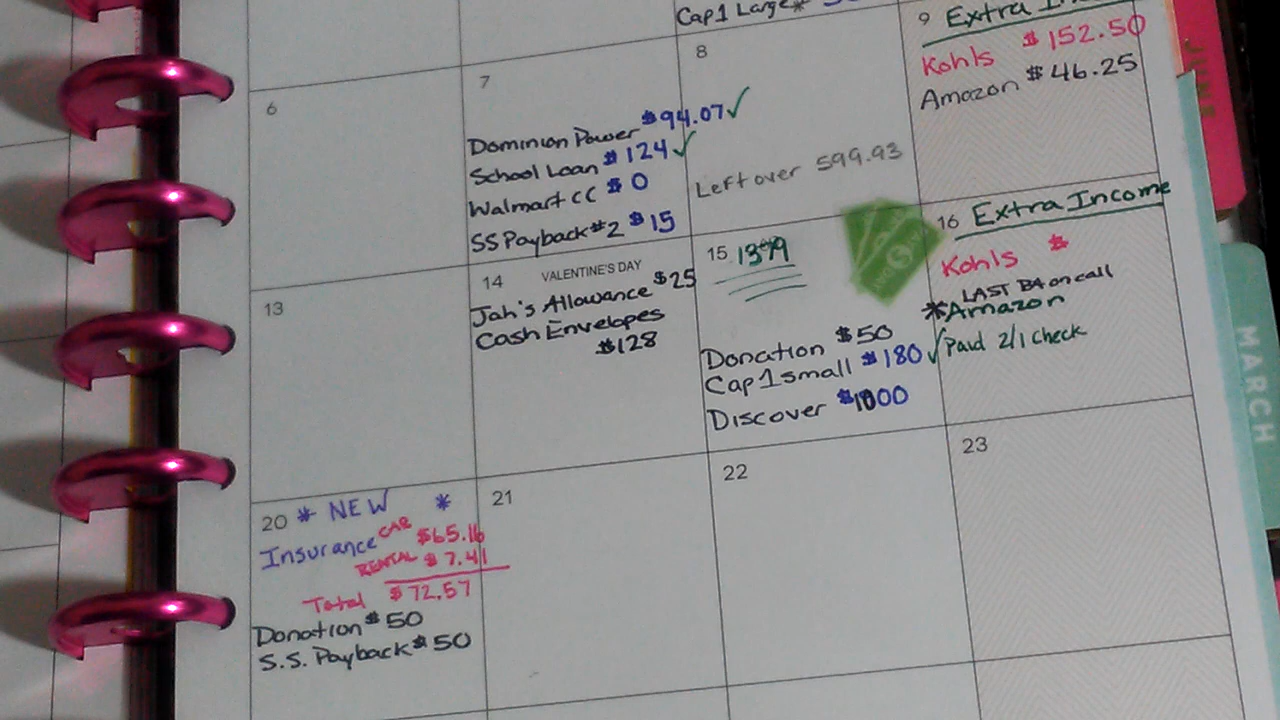 Cap1 Large*
9 Extra
Kohls $152.50
Amazon $46.25
6
7
Dominion Power $94.07✓
School Loan $124✓
Walmart CC $0
SS Payback#2 $15
8
Left over 599.93
13
14 VALENTINE'S DAY
Jah's Allowance $25
Cash Envelopes
$128
15
Donation $50
Cap 1 small $180✓
Discover
16 Extra Income
Kohls $
LAST BA on call
*Amazon
Paid 2/1 check
20 * NEW *
Insurance CAR $65.16
RENTAL $7.41
Total $72.57
Donation $50
S.S. Payback $50
21
22
23
JUNE
MARCH